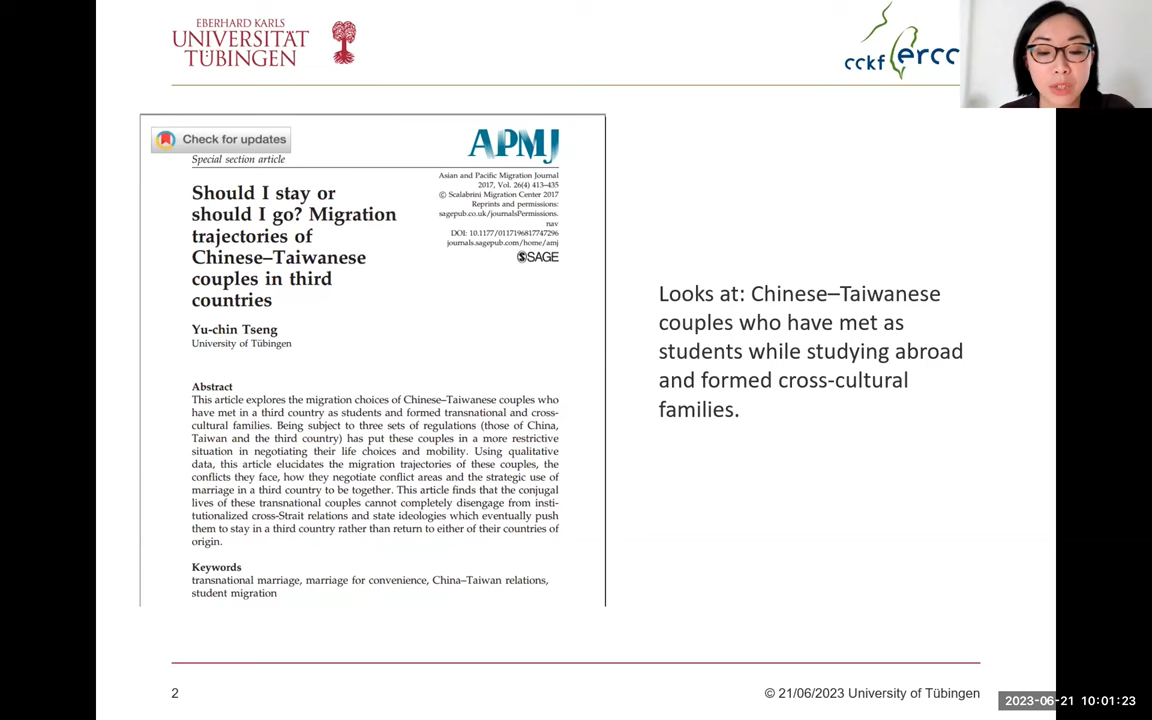 EBERHARD KARLS
UNIVERSITÄT
TÜBINGEN
cckf ercc
Check for updates
Special section article
APMJ
Asian and Pacific Migration Journal
2017, Vol. 26(4) 413–435
© Scalabrini Migration Center 2017
Reprints and permissions:
sagepub.co.uk/journalsPermissions.
nav
DOI: 10.1177/0117196817747296
journals.sagepub.com/home/amj
SAGE
Should I stay or
should I go? Migration
trajectories of
Chinese–Taiwanese
couples in third
countries
Yu-chin Tseng
University of Tübingen
Abstract
This article explores the migration choices of Chinese–Taiwanese couples who
have met in a third country as students and formed transnational and cross-
cultural families. Being subject to three sets of regulations (those of China,
Taiwan and the third country) has put these couples in a more restrictive
situation in negotiating their life choices and mobility. Using qualitative
data, this article elucidates the migration trajectories of these couples, the
conflicts they face, how they negotiate conflict areas and the strategic use of
marriage in a third country to be together. This article finds that the conjugal
lives of these transnational couples cannot completely disengage from insti-
tutionalized cross-Strait relations and state ideologies which eventually push
them to stay in a third country rather than return to either of their countries of
origin.
Keywords
transnational marriage, marriage for convenience, China–Taiwan relations,
student migration
Looks at: Chinese–Taiwanese
couples who have met as
students while studying abroad
and formed cross-cultural
families.
2
© 21/06/2023 University of Tübingen
2023-06-21 10:01:23